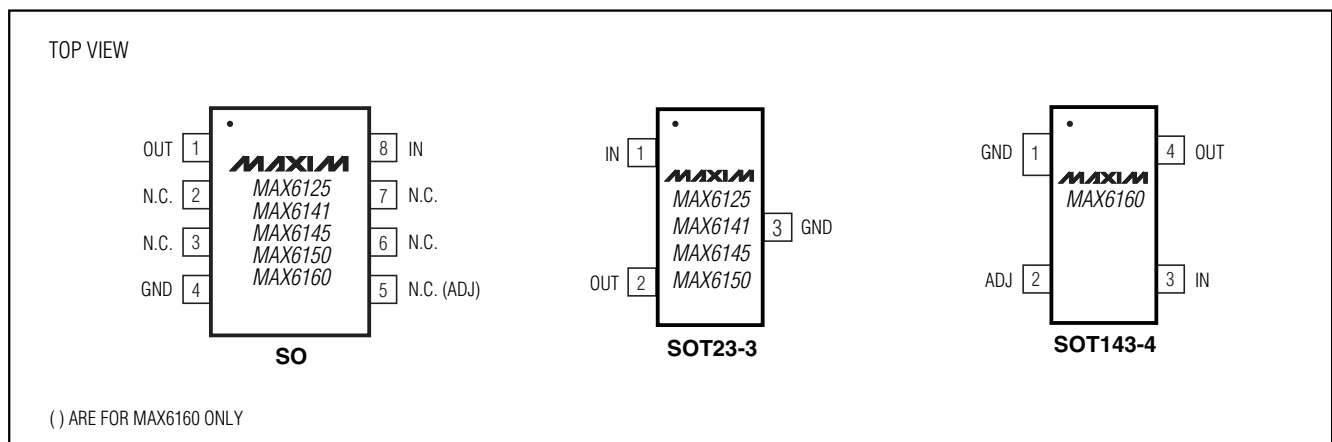 TOP VIEW
OUT 1
N.C. 2
N.C. 3
GND 4
MAXIM
MAX6125
MAX6141
MAX6145
MAX6150
MAX6160
8 IN
7 N.C.
6 N.C.
5 N.C. (ADJ)
SO
IN 1
OUT 2
MAXIM
MAX6125
MAX6141
MAX6145
MAX6150
3 GND
SOT23-3
GND 1
ADJ 2
MAXIM
MAX6160
4 OUT
3 IN
SOT143-4
( ) ARE FOR MAX6160 ONLY